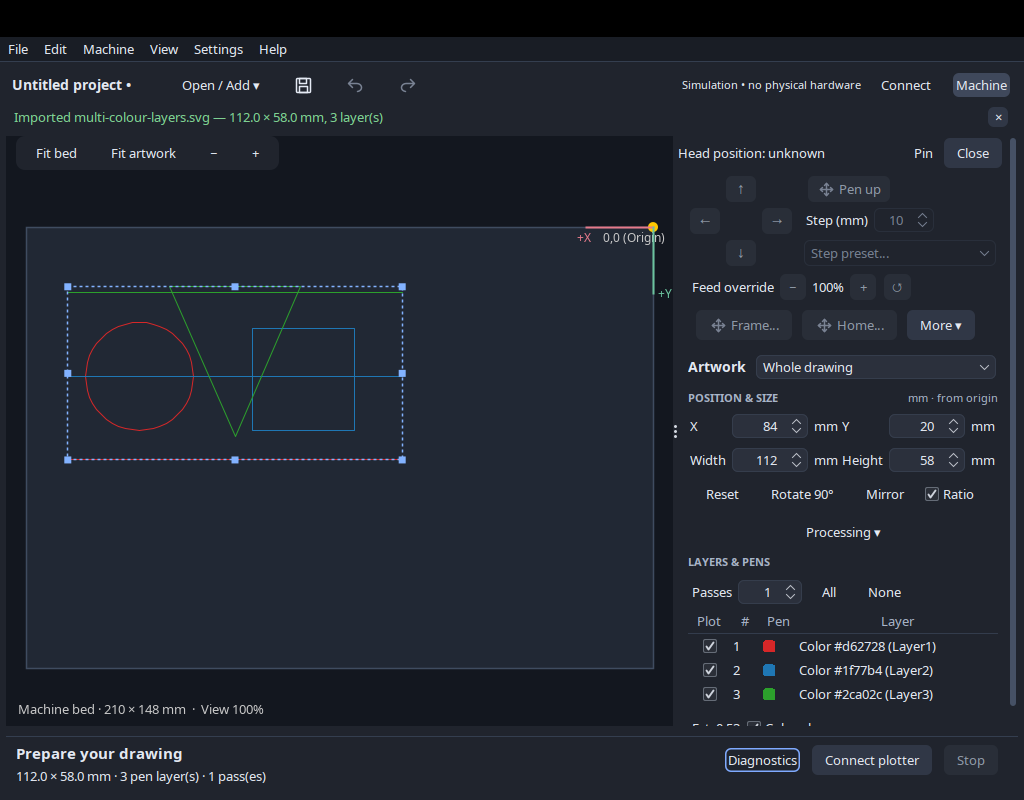 File Edit Machine View Settings Help
Untitled project • Open / Add ▾ Simulation • no physical hardware Connect Machine
Imported multi-colour-layers.svg — 112.0 × 58.0 mm, 3 layer(s) ×
Fit bed Fit artwork − +
Head position: unknown Pin Close
↑ Pen up
← → Step (mm) 10
↓ Step preset...
Feed override − 100% + ↺
Frame... Home... More ▾
+X 0,0 (Origin)
+Y
Artwork Whole drawing
POSITION & SIZE mm · from origin
X 84 mm Y 20 mm
Width 112 mm Height 58 mm
Reset Rotate 90° Mirror Ratio
Processing ▾
LAYERS & PENS
Passes 1 All None
Plot # Pen Layer
1 Color #d62728 (Layer1)
2 Color #1f77b4 (Layer2)
3 Color #2ca02c (Layer3)
Machine bed · 210 × 148 mm · View 100%
Prepare your drawing
112.0 × 58.0 mm · 3 pen layer(s) · 1 pass(es)
Diagnostics Connect plotter Stop